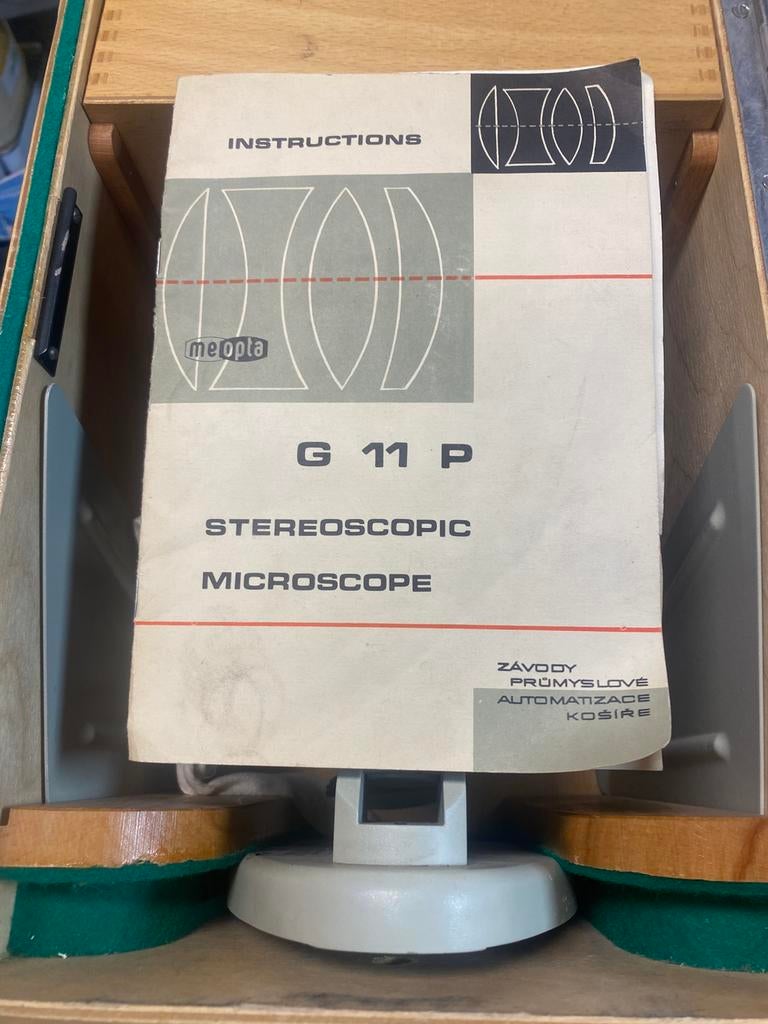 INSTRUCTIONS
meopta
G 11 P
STEREOSCOPIC
MICROSCOPE
ZÁVODY
PRŮMYSLOVÉ
AUTOMATIZACE
KOŠÍŘE